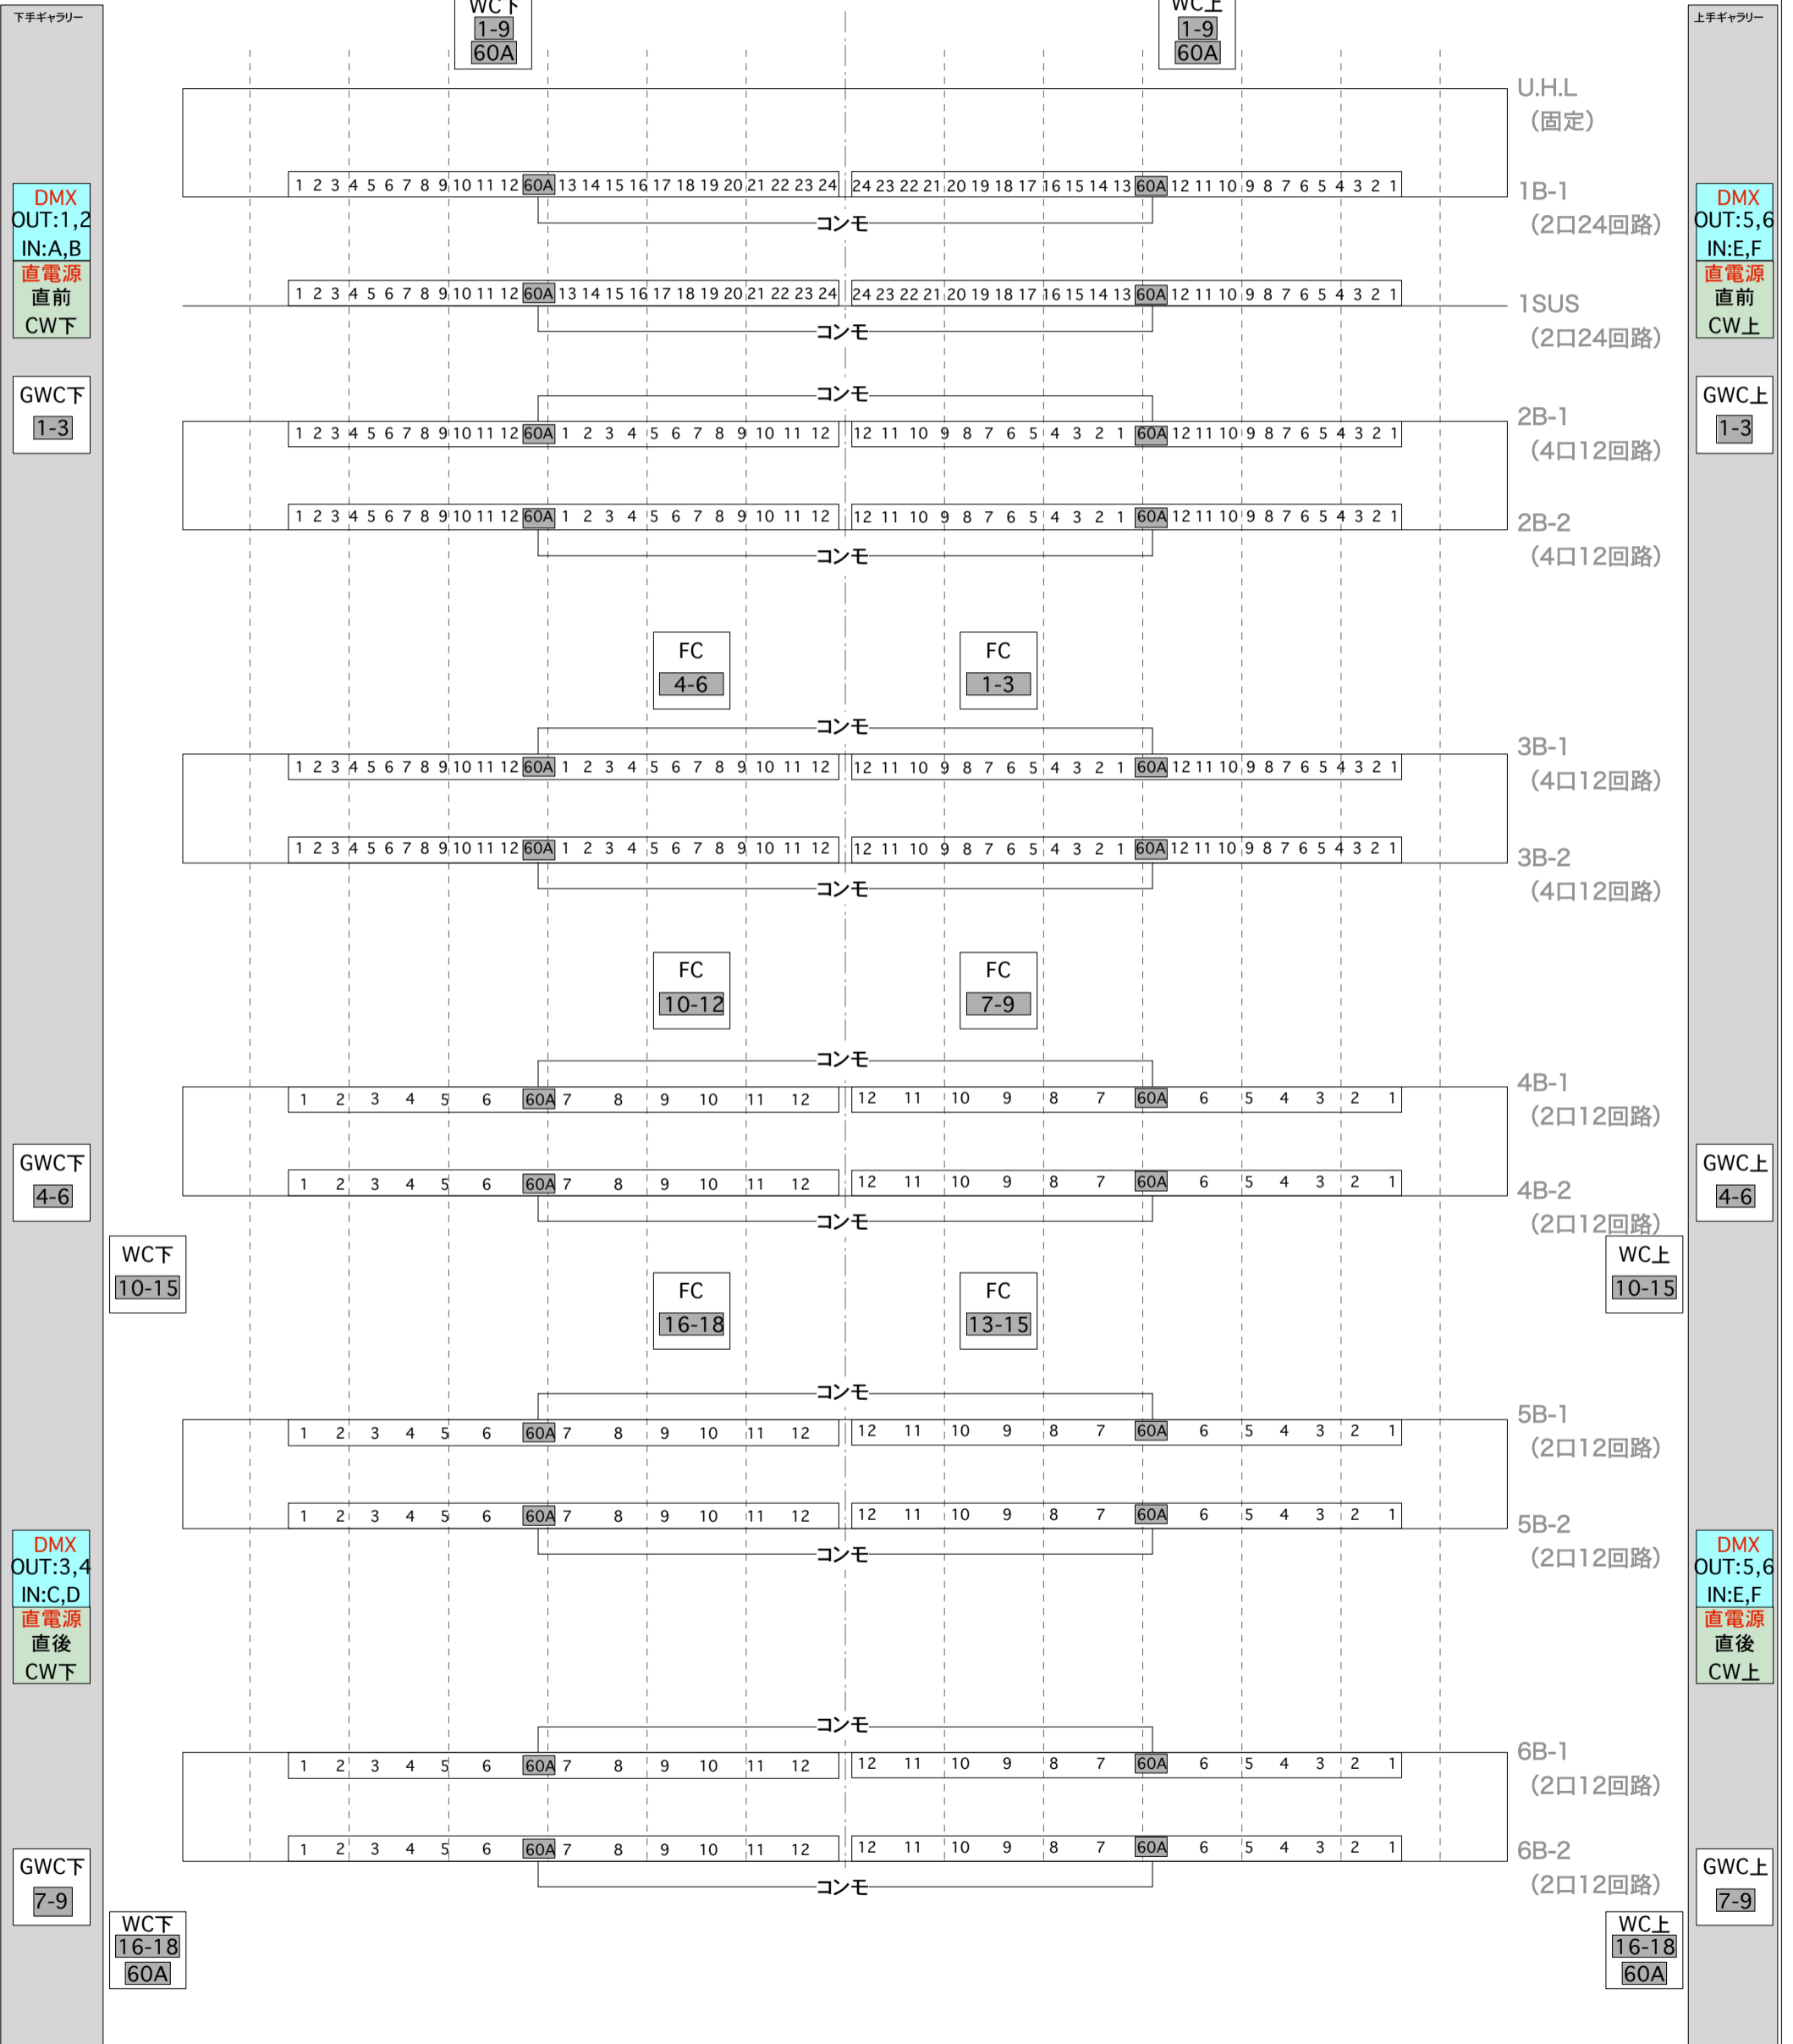 下手ギャラリー
WC下
1-9
60A
WC上
1-9
60A
上手ギャラリー
U.H.L
（固定）
DMX
OUT:1,2
IN:A,B
直電源
直前
CW下
1 2 3 4 5 6 7 8 9 10 11 12 60A 13 14 15 16 17 18 19 20 21 22 23 24
24 23 22 21 20 19 18 17 16 15 14 13 60A 12 11 10 9 8 7 6 5 4 3 2 1
1B-1
（2口24回路）
コンモ
DMX
OUT:5,6
IN:E,F
直電源
直前
CW上
1 2 3 4 5 6 7 8 9 10 11 12 60A 13 14 15 16 17 18 19 20 21 22 23 24
24 23 22 21 20 19 18 17 16 15 14 13 60A 12 11 10 9 8 7 6 5 4 3 2 1
1SUS
（2口24回路）
コンモ
GWC下
1-3
GWC上
1-3
コンモ
1 2 3 4 5 6 7 8 9 10 11 12 60A 1 2 3 4 5 6 7 8 9 10 11 12
12 11 10 9 8 7 6 5 4 3 2 1 60A 12 11 10 9 8 7 6 5 4 3 2 1
2B-1
（4口12回路）
1 2 3 4 5 6 7 8 9 10 11 12 60A 1 2 3 4 5 6 7 8 9 10 11 12
12 11 10 9 8 7 6 5 4 3 2 1 60A 12 11 10 9 8 7 6 5 4 3 2 1
2B-2
（4口12回路）
コンモ
FC
4-6
FC
1-3
コンモ
1 2 3 4 5 6 7 8 9 10 11 12 60A 1 2 3 4 5 6 7 8 9 10 11 12
12 11 10 9 8 7 6 5 4 3 2 1 60A 12 11 10 9 8 7 6 5 4 3 2 1
3B-1
（4口12回路）
1 2 3 4 5 6 7 8 9 10 11 12 60A 1 2 3 4 5 6 7 8 9 10 11 12
12 11 10 9 8 7 6 5 4 3 2 1 60A 12 11 10 9 8 7 6 5 4 3 2 1
3B-2
（4口12回路）
コンモ
FC
10-12
FC
7-9
コンモ
1 2 3 4 5 6 60A 7 8 9 10 11 12
12 11 10 9 8 7 60A 6 5 4 3 2 1
4B-1
（2口12回路）
GWC下
4-6
GWC上
4-6
1 2 3 4 5 6 60A 7 8 9 10 11 12
12 11 10 9 8 7 60A 6 5 4 3 2 1
4B-2
（2口12回路）
コンモ
WC下
10-15
WC上
10-15
FC
16-18
FC
13-15
コンモ
1 2 3 4 5 6 60A 7 8 9 10 11 12
12 11 10 9 8 7 60A 6 5 4 3 2 1
5B-1
（2口12回路）
1 2 3 4 5 6 60A 7 8 9 10 11 12
12 11 10 9 8 7 60A 6 5 4 3 2 1
5B-2
（2口12回路）
コンモ
DMX
OUT:3,4
IN:C,D
直電源
直後
CW下
DMX
OUT:5,6
IN:E,F
直電源
直後
CW上
コンモ
1 2 3 4 5 6 60A 7 8 9 10 11 12
12 11 10 9 8 7 60A 6 5 4 3 2 1
6B-1
（2口12回路）
1 2 3 4 5 6 60A 7 8 9 10 11 12
12 11 10 9 8 7 60A 6 5 4 3 2 1
6B-2
（2口12回路）
コンモ
GWC下
7-9
GWC上
7-9
WC下
16-18
60A
WC上
16-18
60A